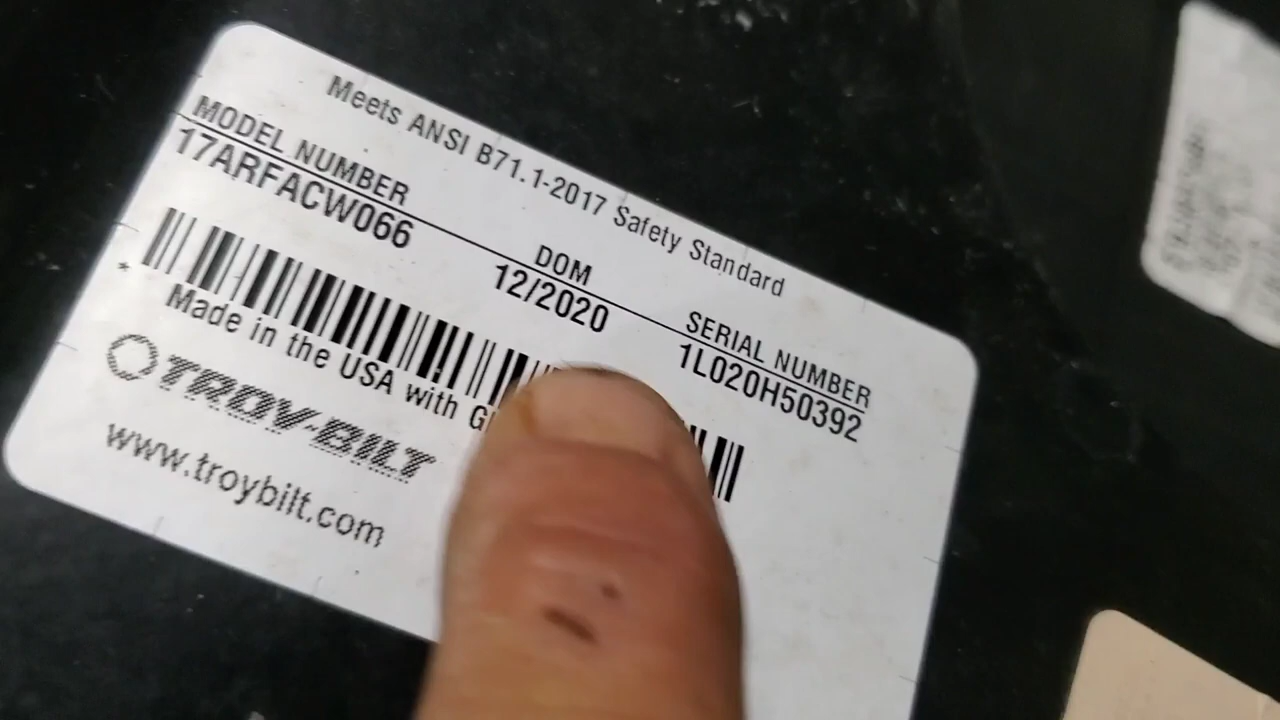 Meets ANSI B71.1-2017 Safety Standard
MODEL NUMBER DOM SERIAL NUMBER
17ARFACW066 12/2020 1L020H50392
*
Made in the USA with
TROY-BILT
www.troybilt.com